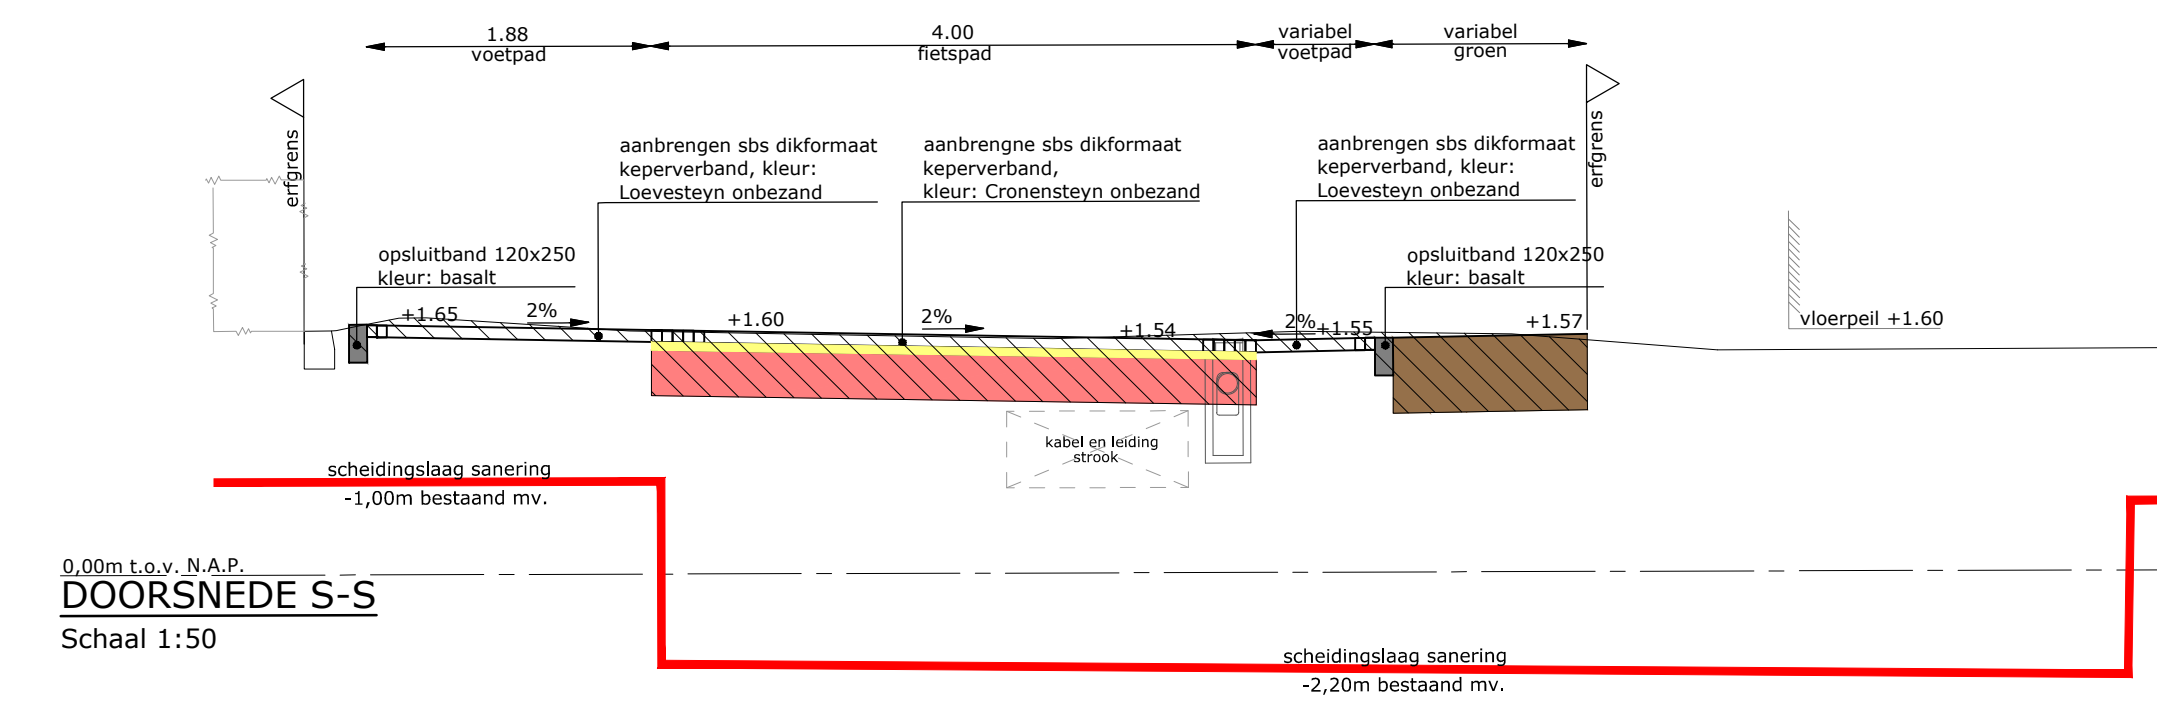 1.88
voetpad
4.00
fietspad
variabel
voetpad
variabel
groen
erfgrens
erfgrens
aanbrengen sbs dikformaat
keperverband, kleur:
Loevesteyn onbezand
aanbrengne sbs dikformaat
keperverband,
kleur: Cronensteyn onbezand
aanbrengen sbs dikformaat
keperverband, kleur:
Loevesteyn onbezand
opsluitband 120x250
kleur: basalt
opsluitband 120x250
kleur: basalt
+1.65
2%
+1.60
2%
+1.54
2%
+1.55
+1.57
vloerpeil +1.60
kabel en leiding
strook
scheidingslaag sanering
-1,00m bestaand mv.
0,00m t.o.v. N.A.P.
DOORSNEDE S-S
Schaal 1:50
scheidingslaag sanering
-2,20m bestaand mv.